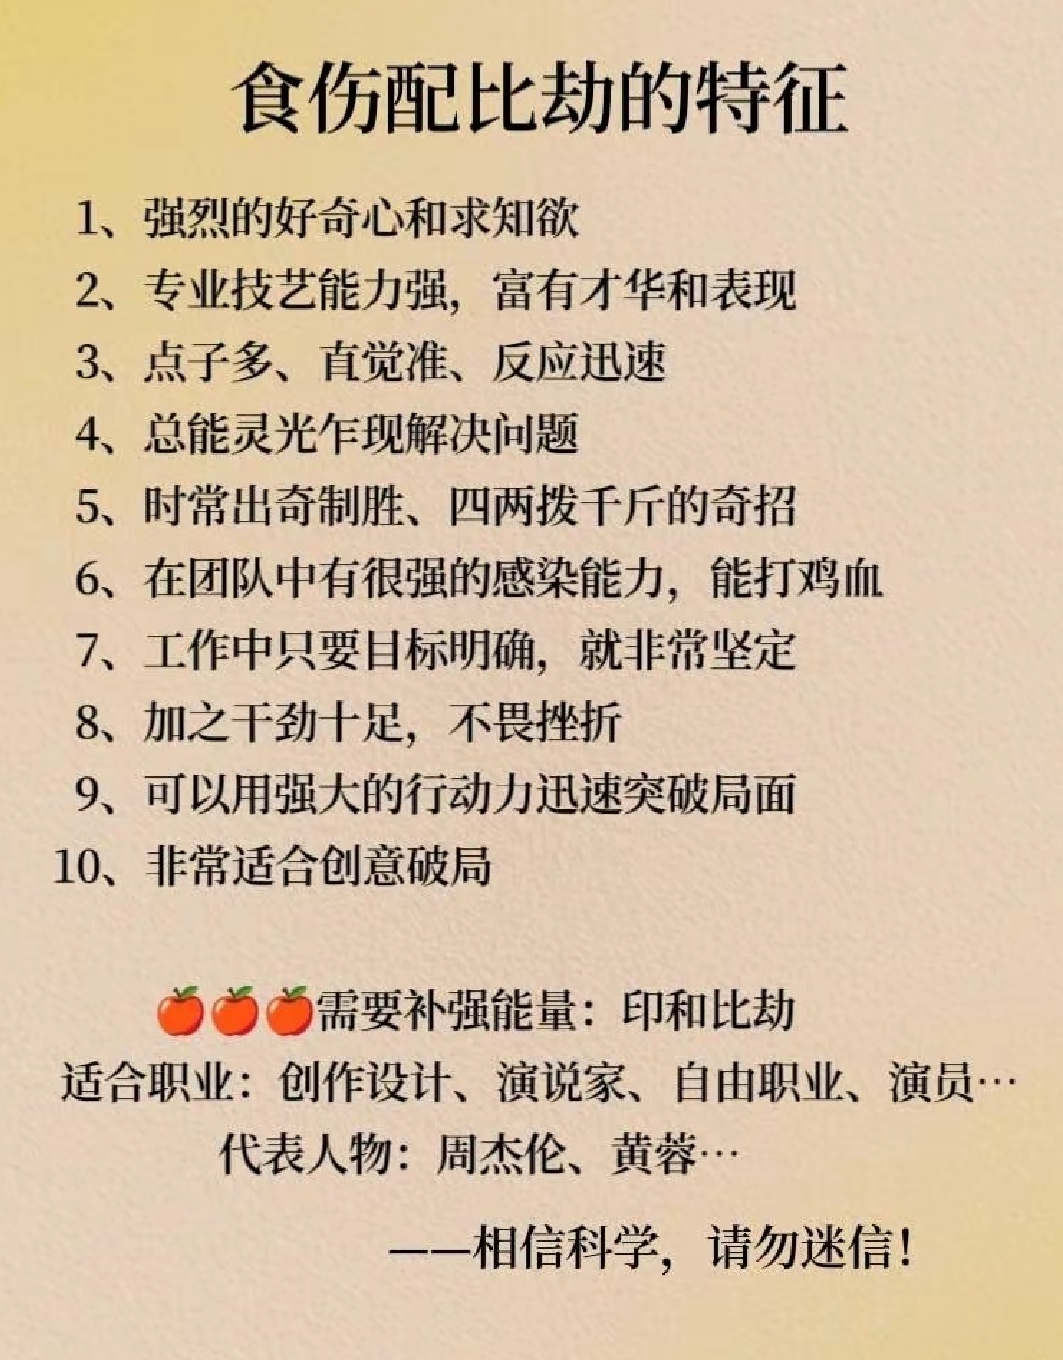 食伤配比劫的特征
1、强烈的好奇心和求知欲
2、专业技艺能力强，富有才华和表现
3、点子多、直觉准、反应迅速
4、总能灵光乍现解决问题
5、时常出奇制胜、四两拨千斤的奇招
6、在团队中有很强的感染能力，能打鸡血
7、工作中只要目标明确，就非常坚定
8、加之干劲十足，不畏挫折
9、可以用强大的行动力迅速突破局面
10、非常适合创意破局
🍎🍎🍎需要补强能量：印和比劫
适合职业：创作设计、演说家、自由职业、演员…
代表人物：周杰伦、黄蓉…
——相信科学，请勿迷信！